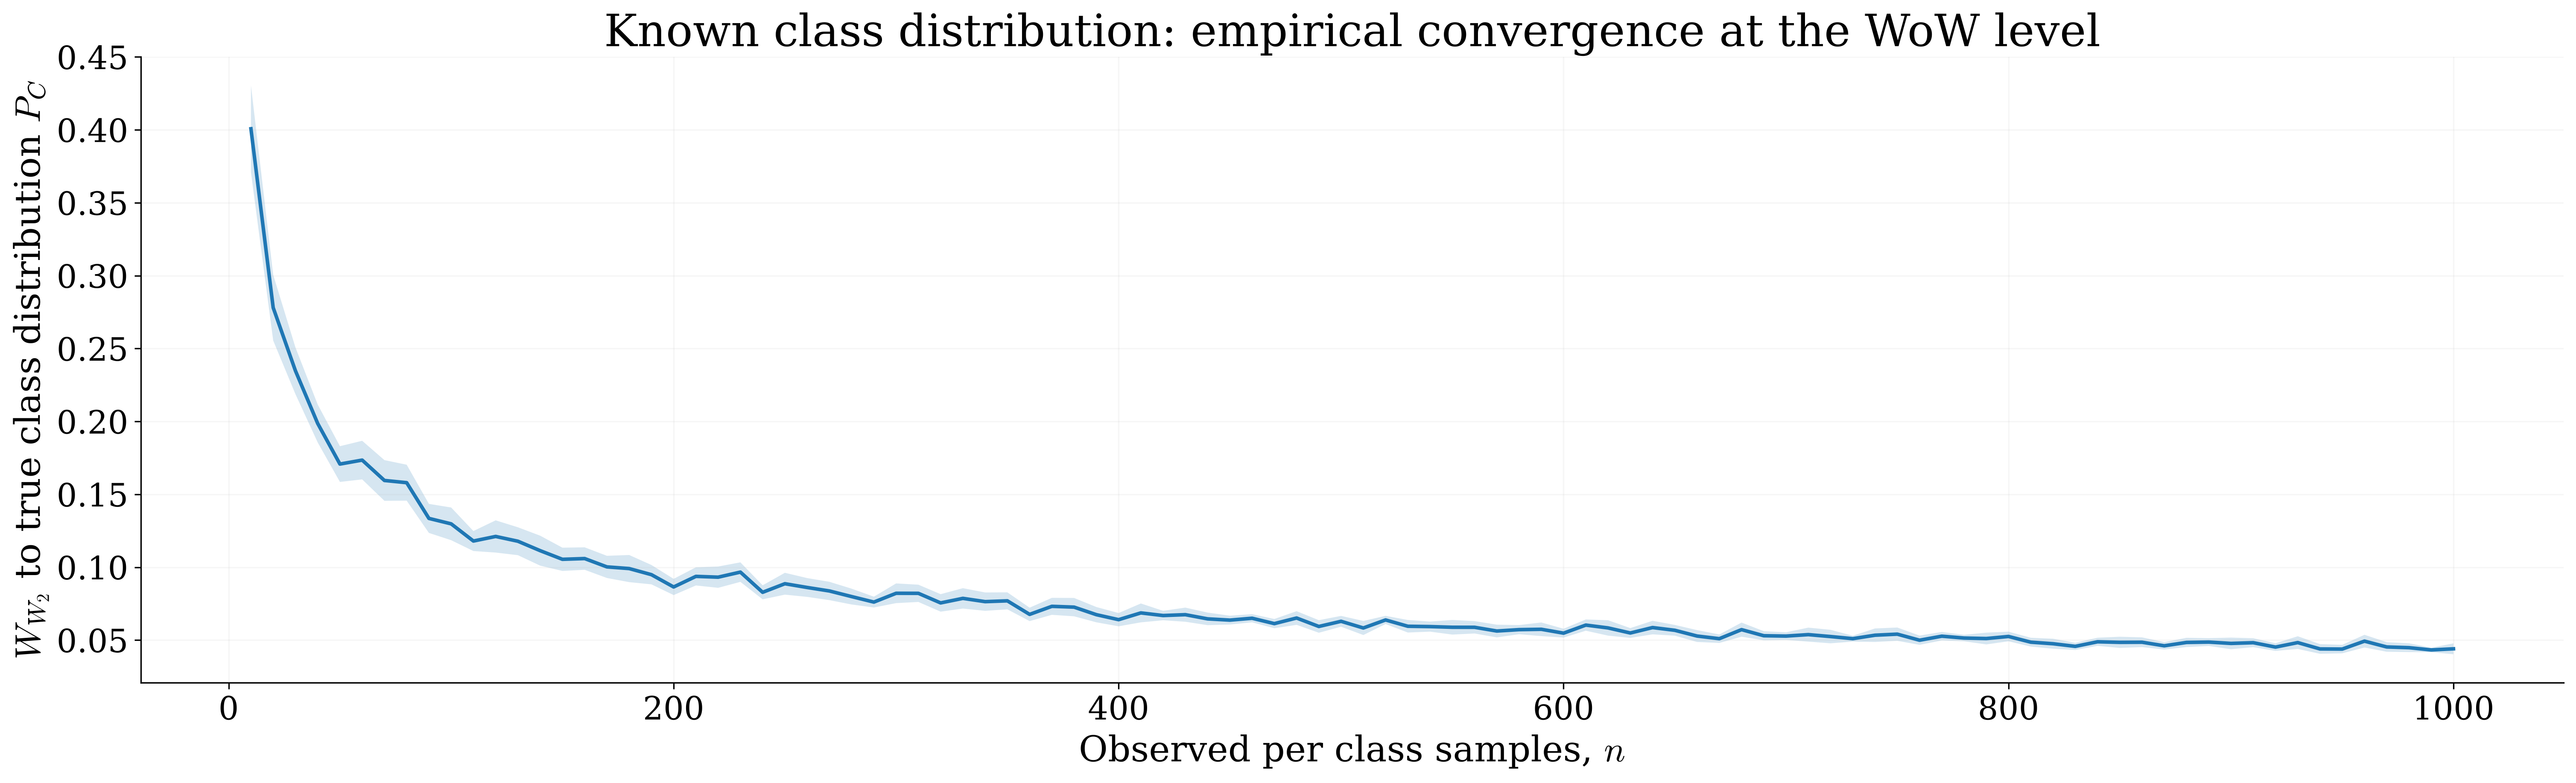 Known class distribution: empirical convergence at the WoW level
W_{W_2} to true class distribution P_C
0.45
0.40
0.35
0.30
0.25
0.20
0.15
0.10
0.05
0 200 400 600 800 1000
Observed per class samples, n